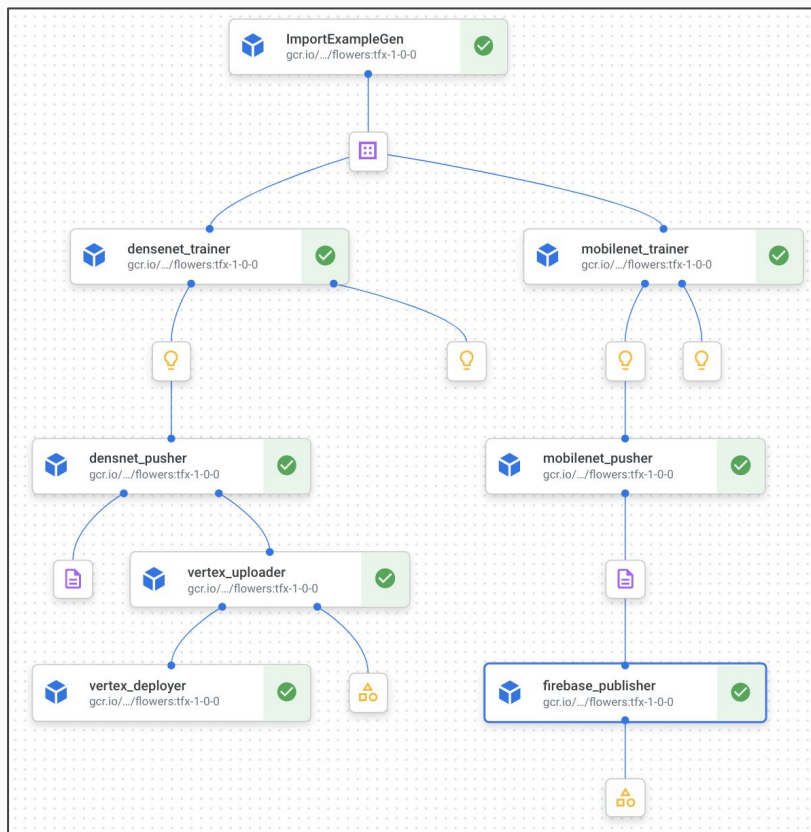 ImportExampleGen
gcr.io/.../flowers:tfx-1-0-0
densenet_trainer
gcr.io/.../flowers:tfx-1-0-0
mobilenet_trainer
gcr.io/.../flowers:tfx-1-0-0
densnet_pusher
gcr.io/.../flowers:tfx-1-0-0
mobilenet_pusher
gcr.io/.../flowers:tfx-1-0-0
vertex_uploader
gcr.io/.../flowers:tfx-1-0-0
vertex_deployer
gcr.io/.../flowers:tfx-1-0-0
firebase_publisher
gcr.io/.../flowers:tfx-1-0-0